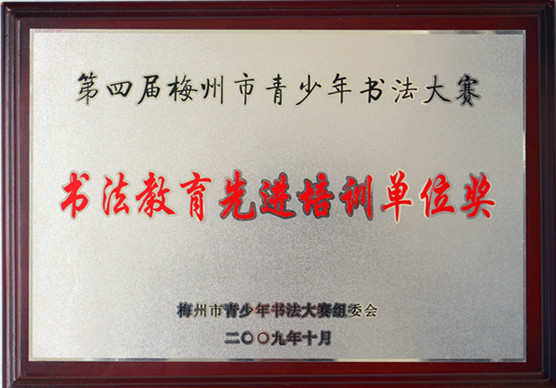 第四届梅州市青少年书法大赛
书法教育先进培训单位奖
梅州市青少年书法大赛组委会
二〇〇九年十月